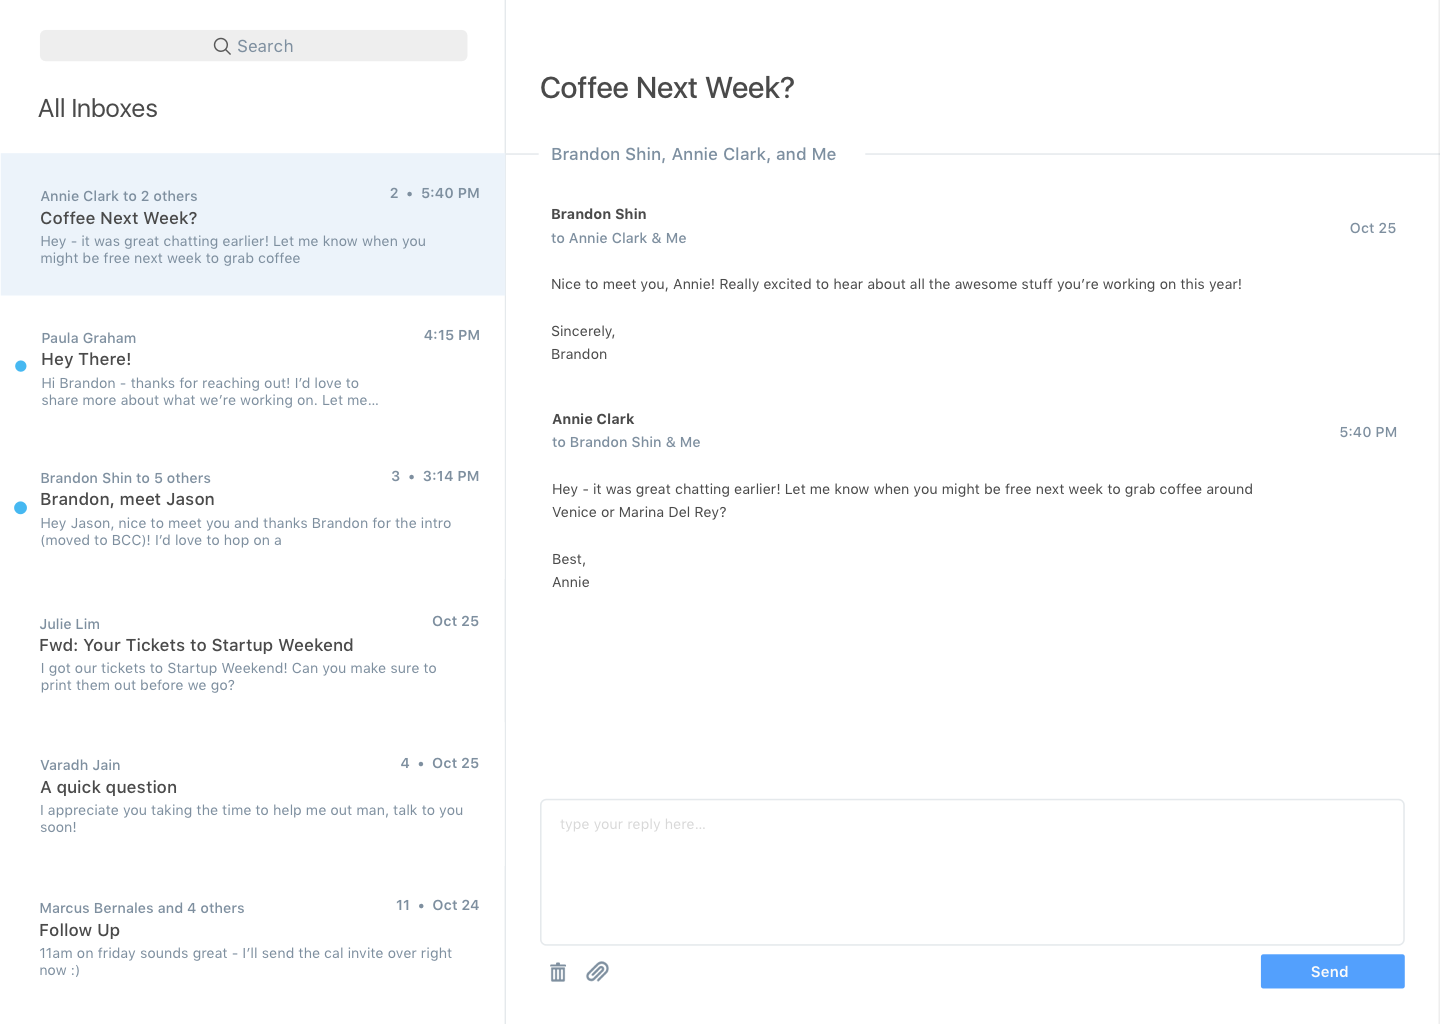 Search
All Inboxes
Annie Clark to 2 others
2 • 5:40 PM
Coffee Next Week?
Hey - it was great chatting earlier! Let me know when you
might be free next week to grab coffee
Paula Graham
4:15 PM
Hey There!
Hi Brandon - thanks for reaching out! I’d love to
share more about what we’re working on. Let me...
Brandon Shin to 5 others
3 • 3:14 PM
Brandon, meet Jason
Hey Jason, nice to meet you and thanks Brandon for the intro
(moved to BCC)! I’d love to hop on a
Julie Lim
Oct 25
Fwd: Your Tickets to Startup Weekend
I got our tickets to Startup Weekend! Can you make sure to
print them out before we go?
Varadh Jain
4 • Oct 25
A quick question
I appreciate you taking the time to help me out man, talk to you
soon!
Marcus Bernales and 4 others
11 • Oct 24
Follow Up
11am on friday sounds great - I’ll send the cal invite over right
now :)
Coffee Next Week?
Brandon Shin, Annie Clark, and Me
Brandon Shin
to Annie Clark & Me
Oct 25
Nice to meet you, Annie! Really excited to hear about all the awesome stuff you’re working on this year!
Sincerely,
Brandon
Annie Clark
to Brandon Shin & Me
5:40 PM
Hey - it was great chatting earlier! Let me know when you might be free next week to grab coffee around
Venice or Marina Del Rey?
Best,
Annie
type your reply here...
Send